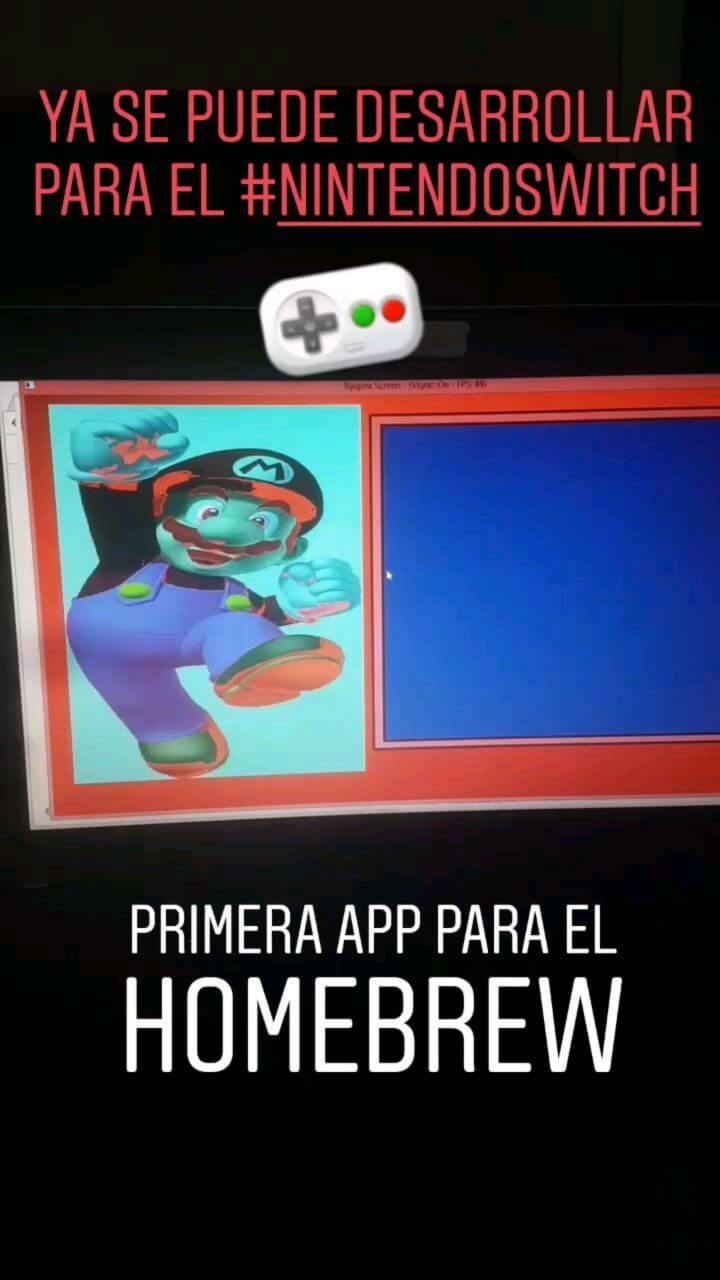 YA SE PUEDE DESARROLLAR
PARA EL #NINTENDOSWITCH
Ryujinx Screen - (Vsync: On - FPS: 49)
M
PRIMERA APP PARA EL
HOMEBREW